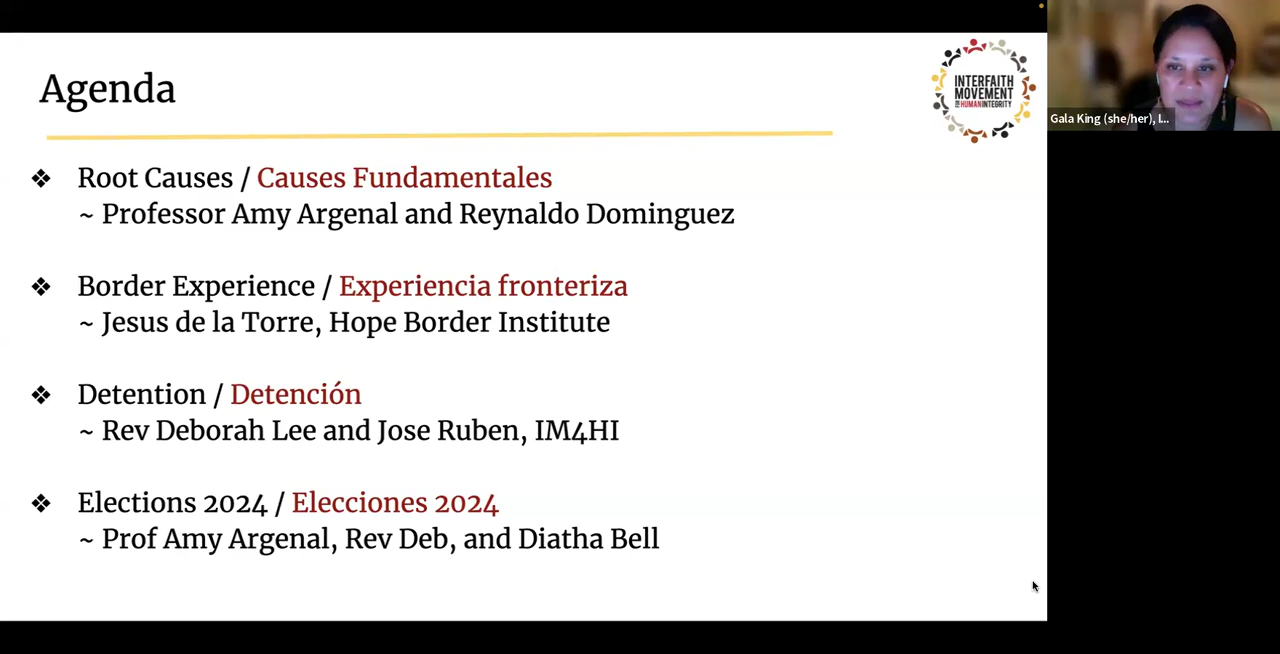 Agenda
INTERFAITH
MOVEMENT
FOR HUMAN INTEGRITY
Gala King (she/her), I...
❖ Root Causes / Causes Fundamentales
~ Professor Amy Argenal and Reynaldo Dominguez
❖ Border Experience / Experiencia fronteriza
~ Jesus de la Torre, Hope Border Institute
❖ Detention / Detención
~ Rev Deborah Lee and Jose Ruben, IM4HI
❖ Elections 2024 / Elecciones 2024
~ Prof Amy Argenal, Rev Deb, and Diatha Bell